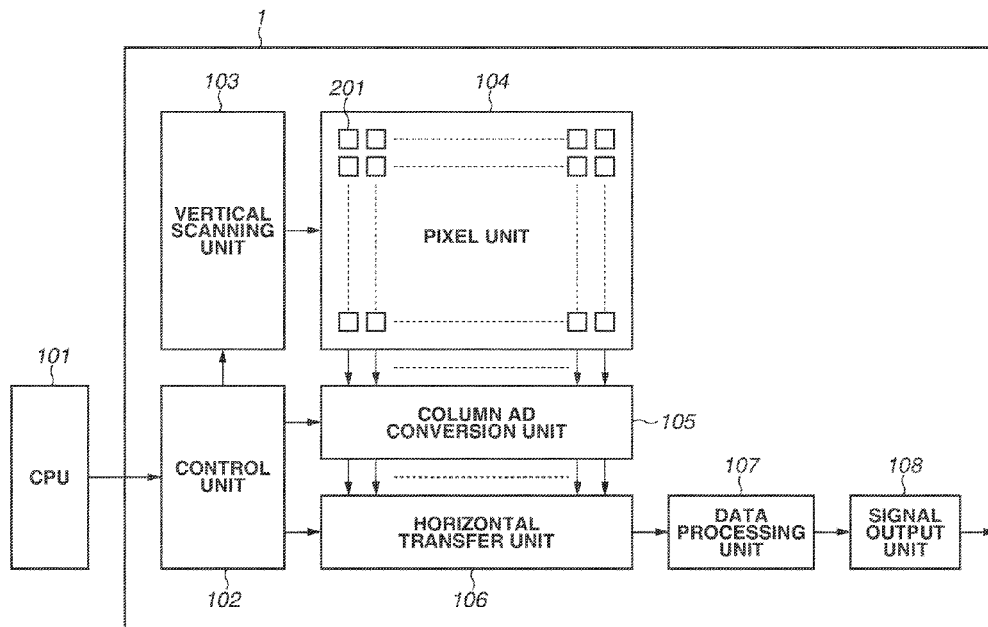 1
103
201
104
VERTICAL
SCANNING
UNIT
PIXEL UNIT
101
CPU
CONTROL
UNIT
102
COLUMN AD
CONVERSION UNIT
105
HORIZONTAL
TRANSFER UNIT
106
107
DATA
PROCESSING
UNIT
108
SIGNAL
OUTPUT
UNIT